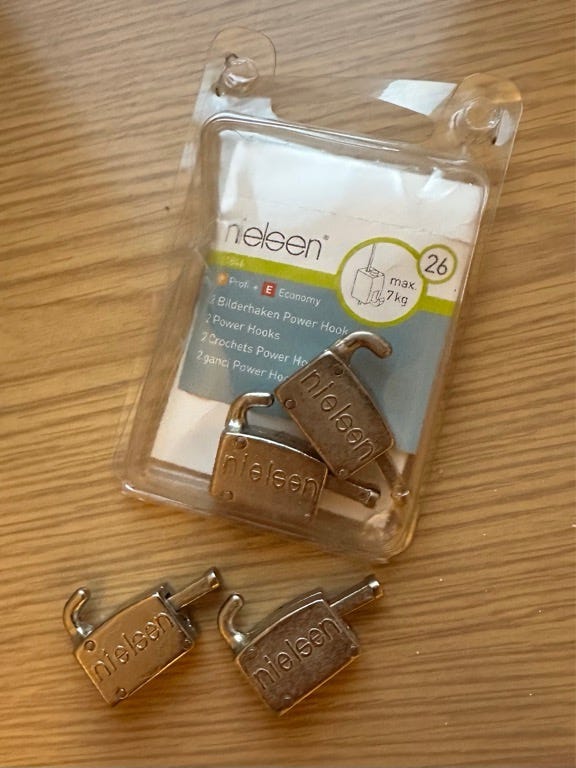 nielsen®
26
max.
7kg
Profi + E Economy
2 Bilderhaken Power Hook
2 Power Hooks
2 Crochets Power Ho
2 ganci Power Hoo
nielsen
nielsen
nielsen
nielsen